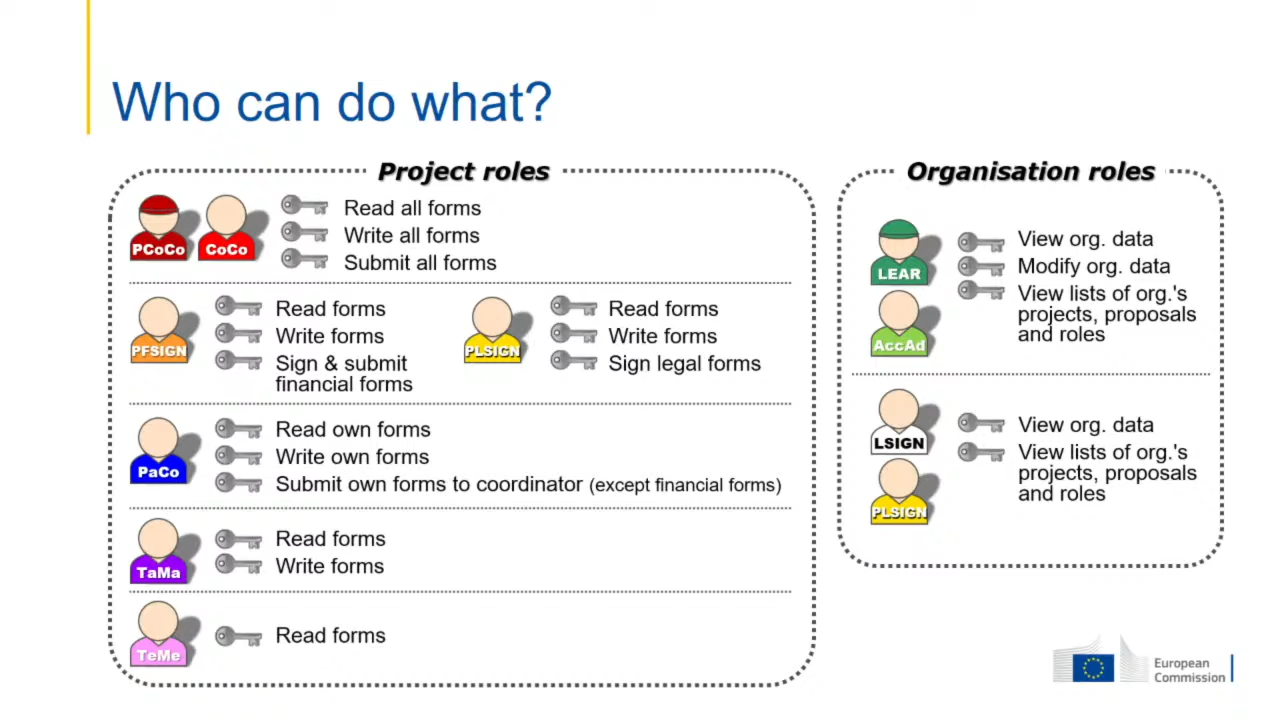 Who can do what?
Project roles
PCoCo
CoCo
Read all forms
Write all forms
Submit all forms
PFSIGN
Read forms
Write forms
Sign & submit
financial forms
PLSIGN
Read forms
Write forms
Sign legal forms
PaCo
Read own forms
Write own forms
Submit own forms to coordinator (except financial forms)
TaMa
Read forms
Write forms
TeMe
Read forms
Organisation roles
LEAR
AccAd
View org. data
Modify org. data
View lists of org.'s
projects, proposals
and roles
LSIGN
PLSIGN
View org. data
View lists of org.'s
projects, proposals
and roles
European
Commission